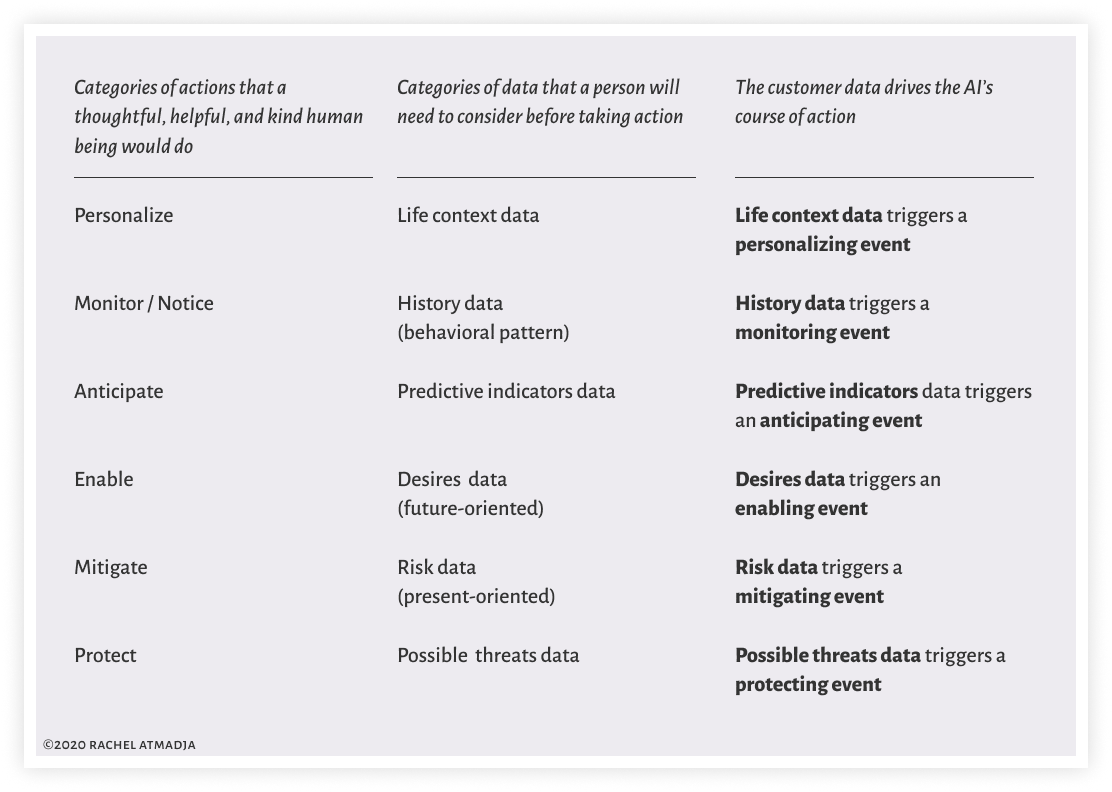 Categories of actions that a
thoughtful, helpful, and kind human
being would do
Categories of data that a person will
need to consider before taking action
The customer data drives the AI's
course of action
Personalize
Life context data
Life context data triggers a
personalizing event
Monitor / Notice
History data
(behavioral pattern)
History data triggers a
monitoring event
Anticipate
Predictive indicators data
Predictive indicators data triggers
an anticipating event
Enable
Desires data
(future-oriented)
Desires data triggers an
enabling event
Mitigate
Risk data
(present-oriented)
Risk data triggers a
mitigating event
Protect
Possible threats data
Possible threats data triggers a
protecting event
©2020 RACHEL ATMADJA